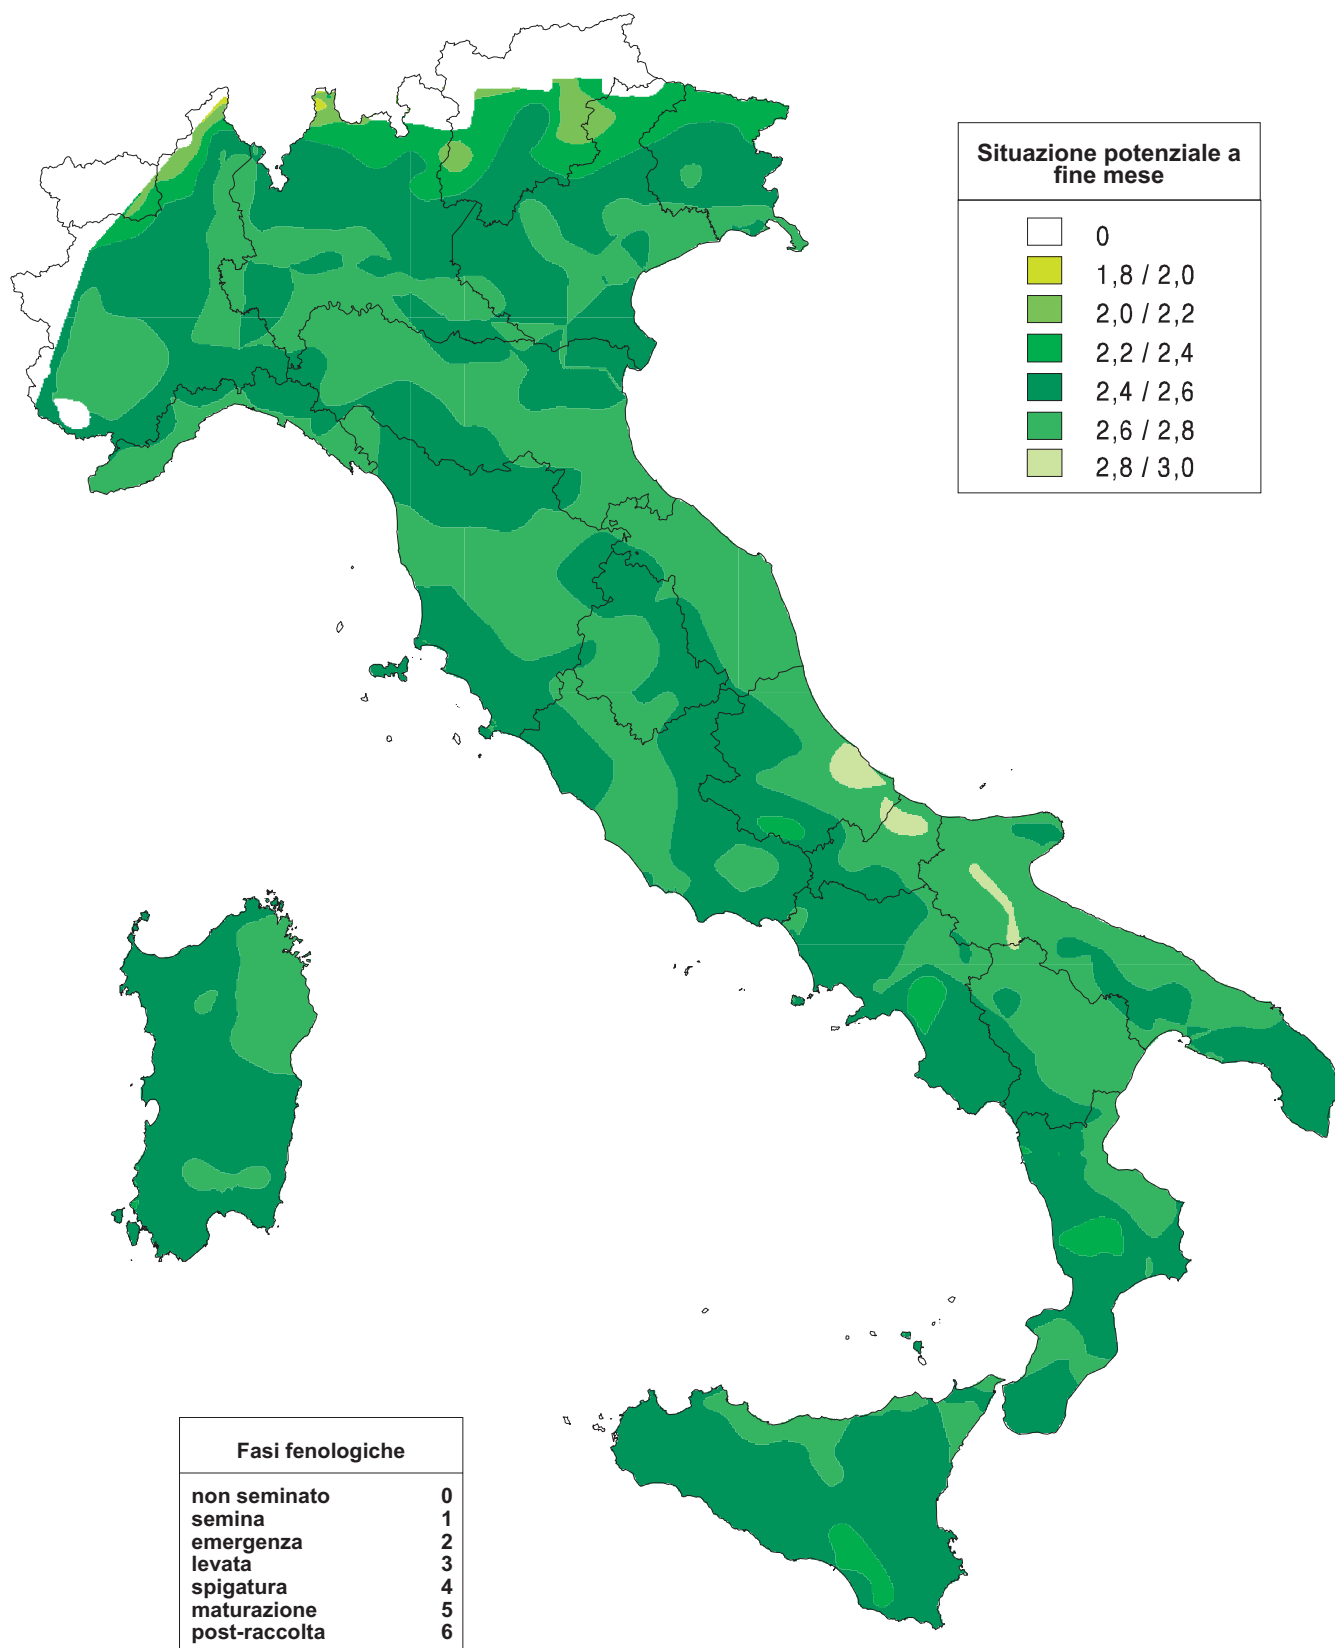 Situazione potenziale a
fine mese
0
1,8 / 2,0
2,0 / 2,2
2,2 / 2,4
2,4 / 2,6
2,6 / 2,8
2,8 / 3,0
Fasi fenologiche
non seminato 0
semina 1
emergenza 2
levata 3
spigatura 4
maturazione 5
post-raccolta 6